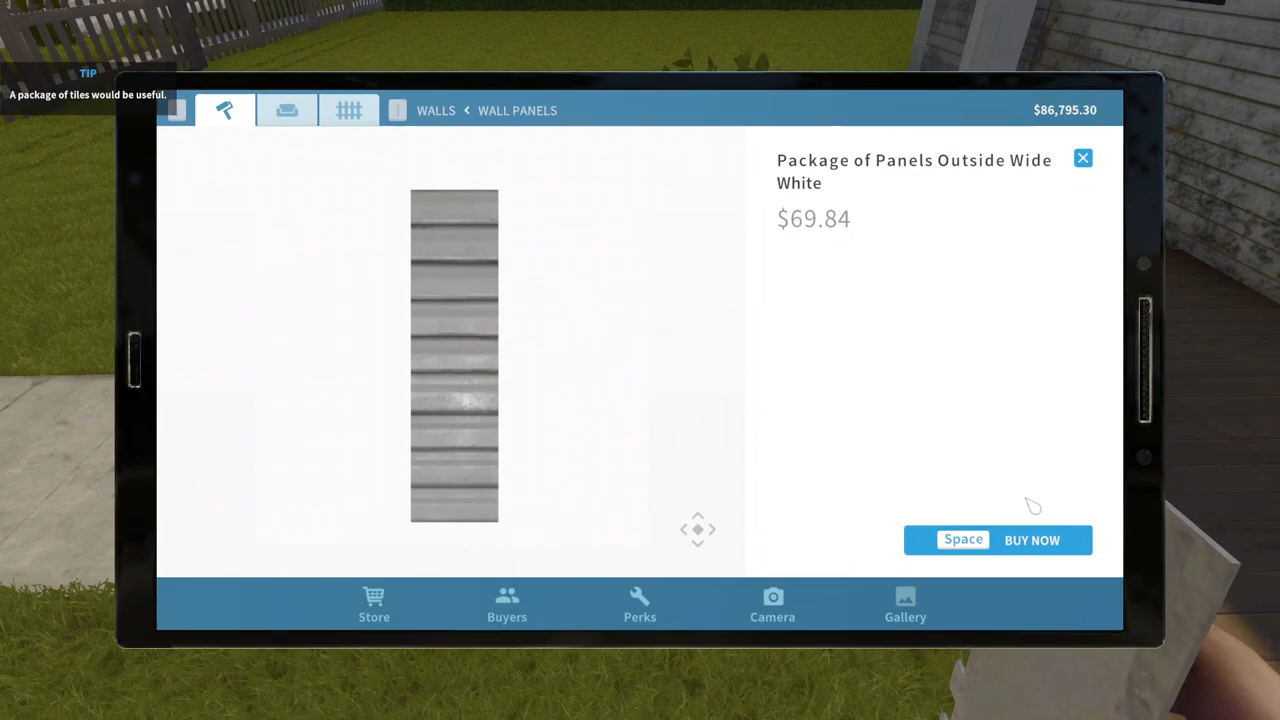 TIP
A package of tiles would be useful.
WALLS < WALL PANELS
$86,795.30
Package of Panels Outside Wide
White
$69.84
Space BUY NOW
Store Buyers Perks Camera Gallery